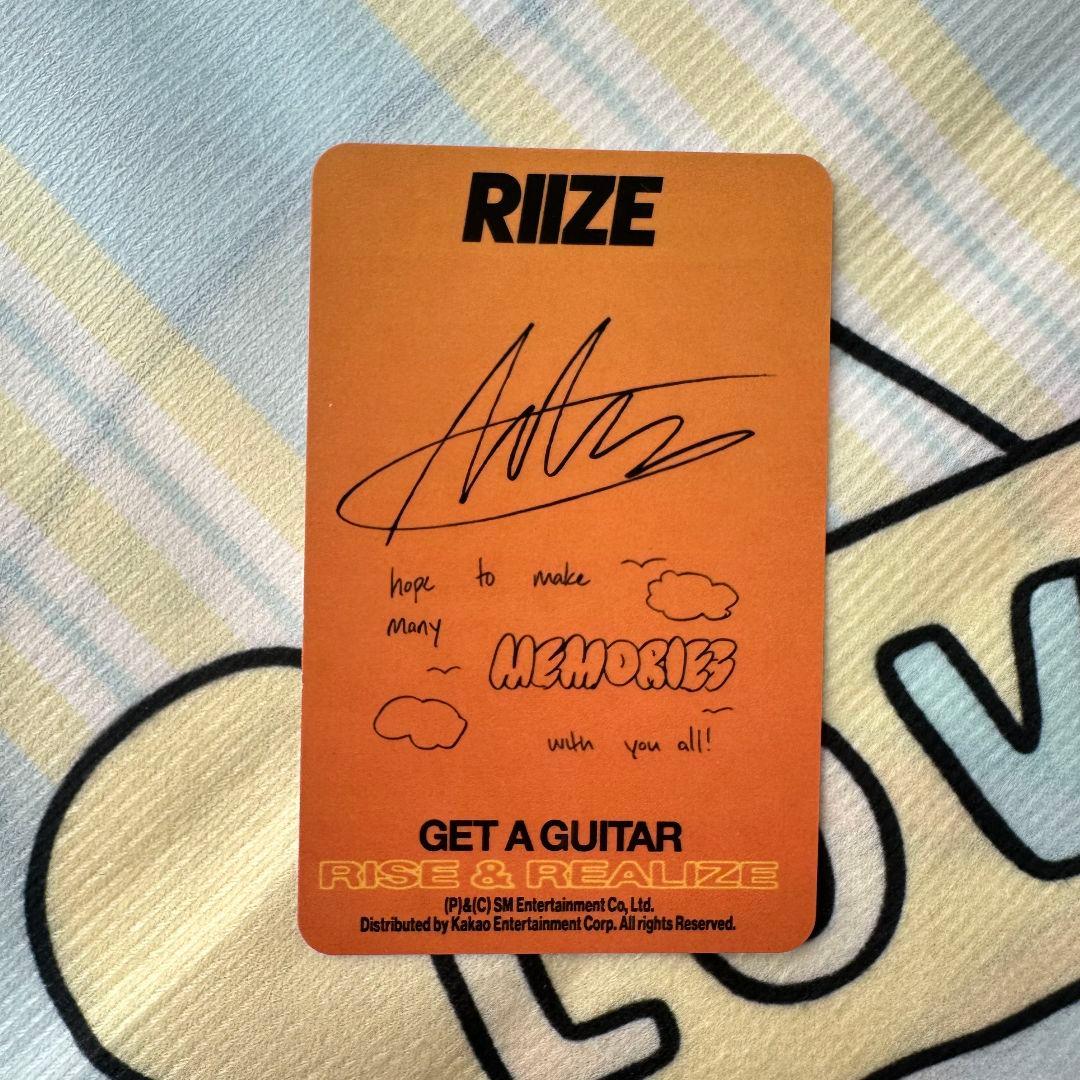 RIIZE
hope to make
many MEMORIES
with you all!
GET A GUITAR
RISE & REALIZE
(P)&(C) SM Entertainment Co, Ltd.
Distributed by Kakao Entertainment Corp. All rights Reserved.